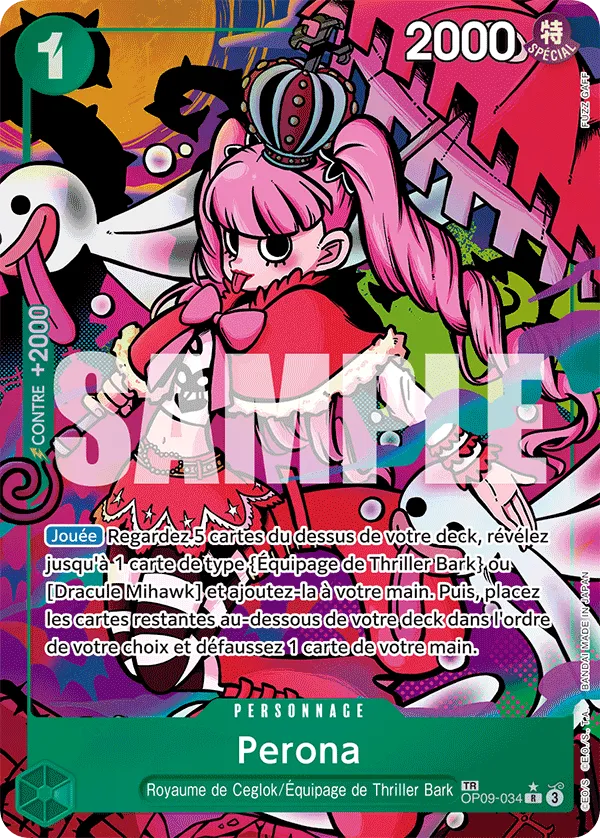 1
2000
特
SPÉCIAL
FUZZ GAFF
CONTRE +2000
SAMPLE
Jouée Regardez 5 cartes du dessus de votre deck, révélez
jusqu'à 1 carte de type {Équipage de Thriller Bark} ou
[Dracule Mihawk] et ajoutez-la à votre main. Puis, placez
les cartes restantes au-dessous de votre deck dans l'ordre
de votre choix et défaussez 1 carte de votre main.
BANDAI MADE IN JAPAN
©EO/S ©E.O./S. T.A.
PERSONNAGE
Perona
Royaume de Ceglok/Équipage de Thriller Bark
TR
OP09-034 R 3